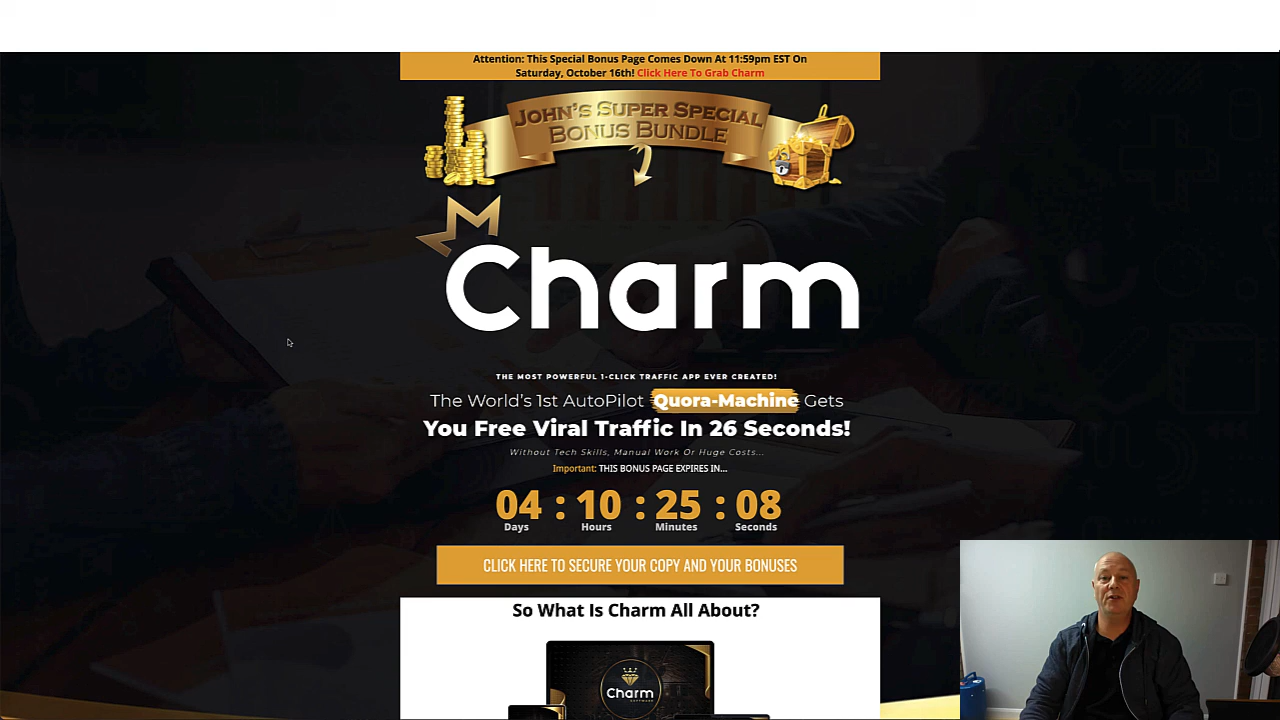 Attention: This Special Bonus Page Comes Down At 11:59pm EST On
Saturday, October 16th! Click Here To Grab Charm
John's Super Special
Bonus Bundle
Charm
THE MOST POWERFUL 1-CLICK TRAFFIC APP EVER CREATED!
The World's 1st AutoPilot Quora-Machine Gets
You Free Viral Traffic In 26 Seconds!
Without Tech Skills, Manual Work Or Huge Costs...
Important: THIS BONUS PAGE EXPIRES IN...
04 : 10 : 25 : 08
Days Hours Minutes Seconds
CLICK HERE TO SECURE YOUR COPY AND YOUR BONUSES
So What Is Charm All About?
Charm
SOFTWARE